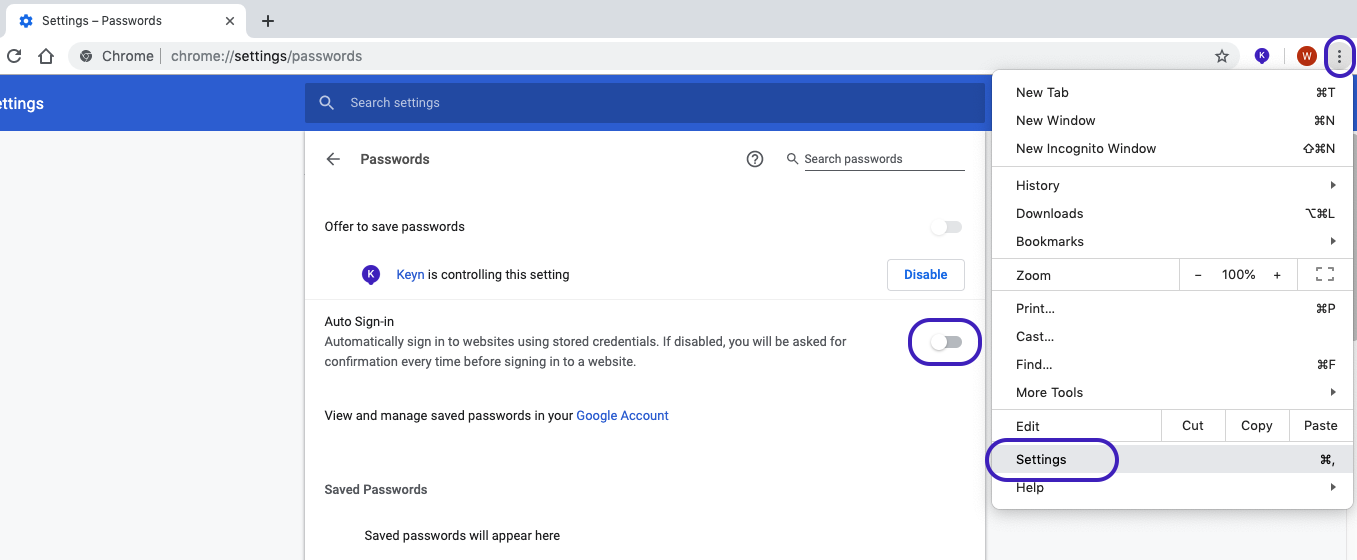 Settings – Passwords
Chrome chrome://settings/passwords
K
W
ettings
Search settings
Passwords
Search passwords
Offer to save passwords
K Keyn is controlling this setting
Disable
Auto Sign-in
Automatically sign in to websites using stored credentials. If disabled, you will be asked for
confirmation every time before signing in to a website.
View and manage saved passwords in your Google Account
Saved Passwords
Saved passwords will appear here
New Tab ⌘T
New Window ⌘N
New Incognito Window ⇧⌘N
History
Downloads ⌥⌘L
Bookmarks
Zoom − 100% +
Print... ⌘P
Cast...
Find... ⌘F
More Tools
Edit Cut Copy Paste
Settings ⌘,
Help